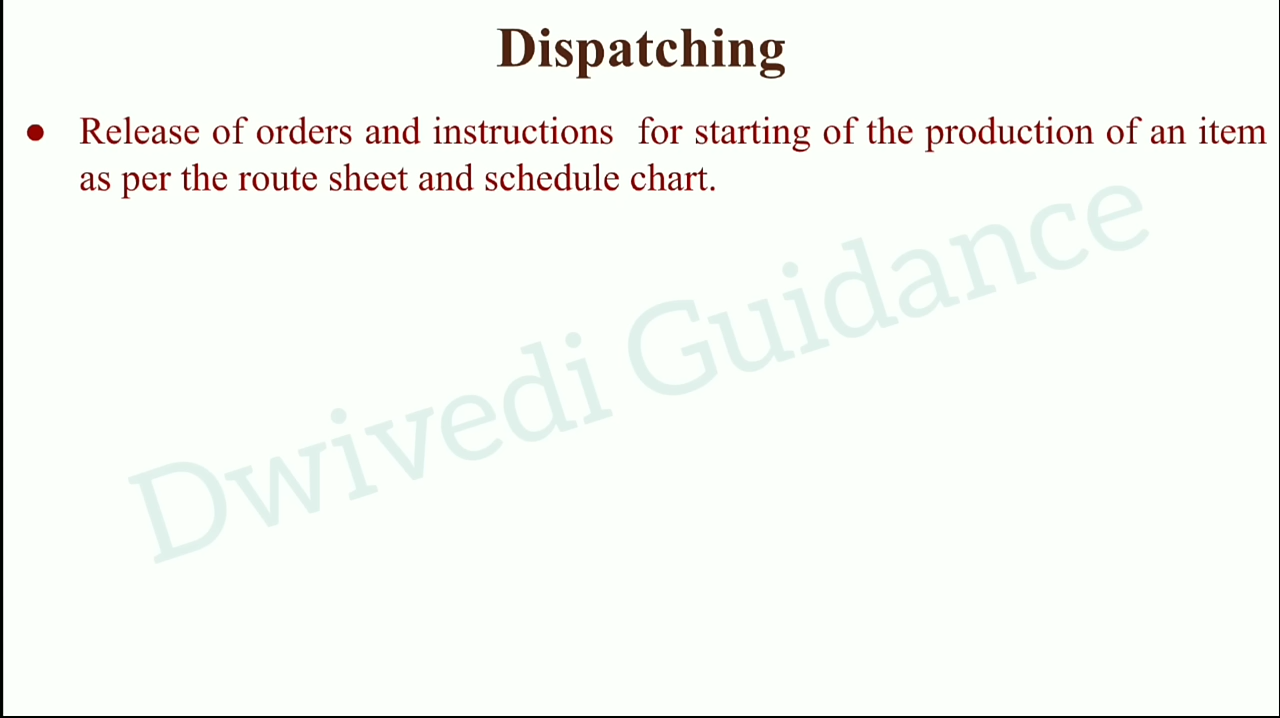 Dispatching
● Release of orders and instructions for starting of the production of an item
as per the route sheet and schedule chart.
Dwivedi Guidance